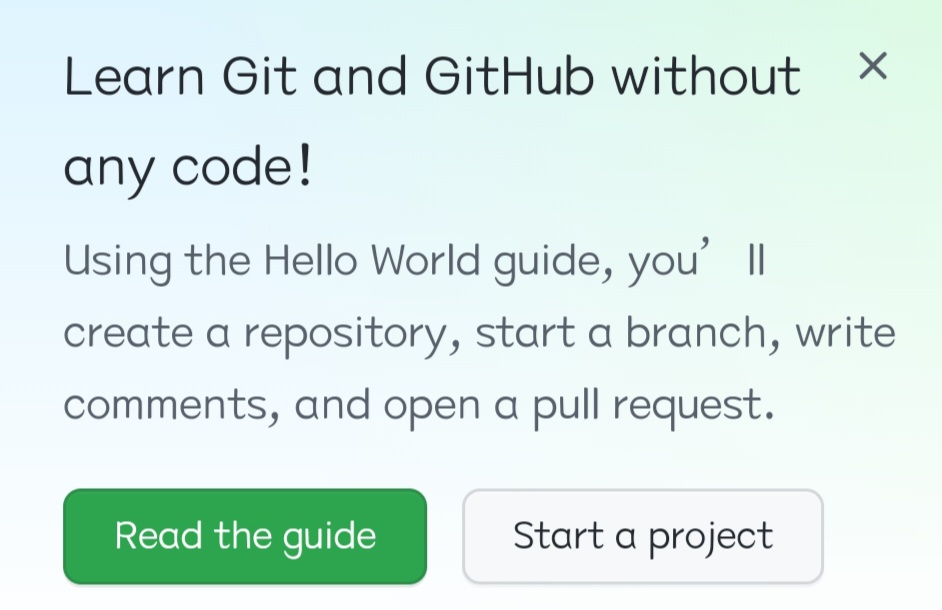 Learn Git and GitHub without
any code!
Using the Hello World guide, you’ll
create a repository, start a branch, write
comments, and open a pull request.
Read the guide
Start a project